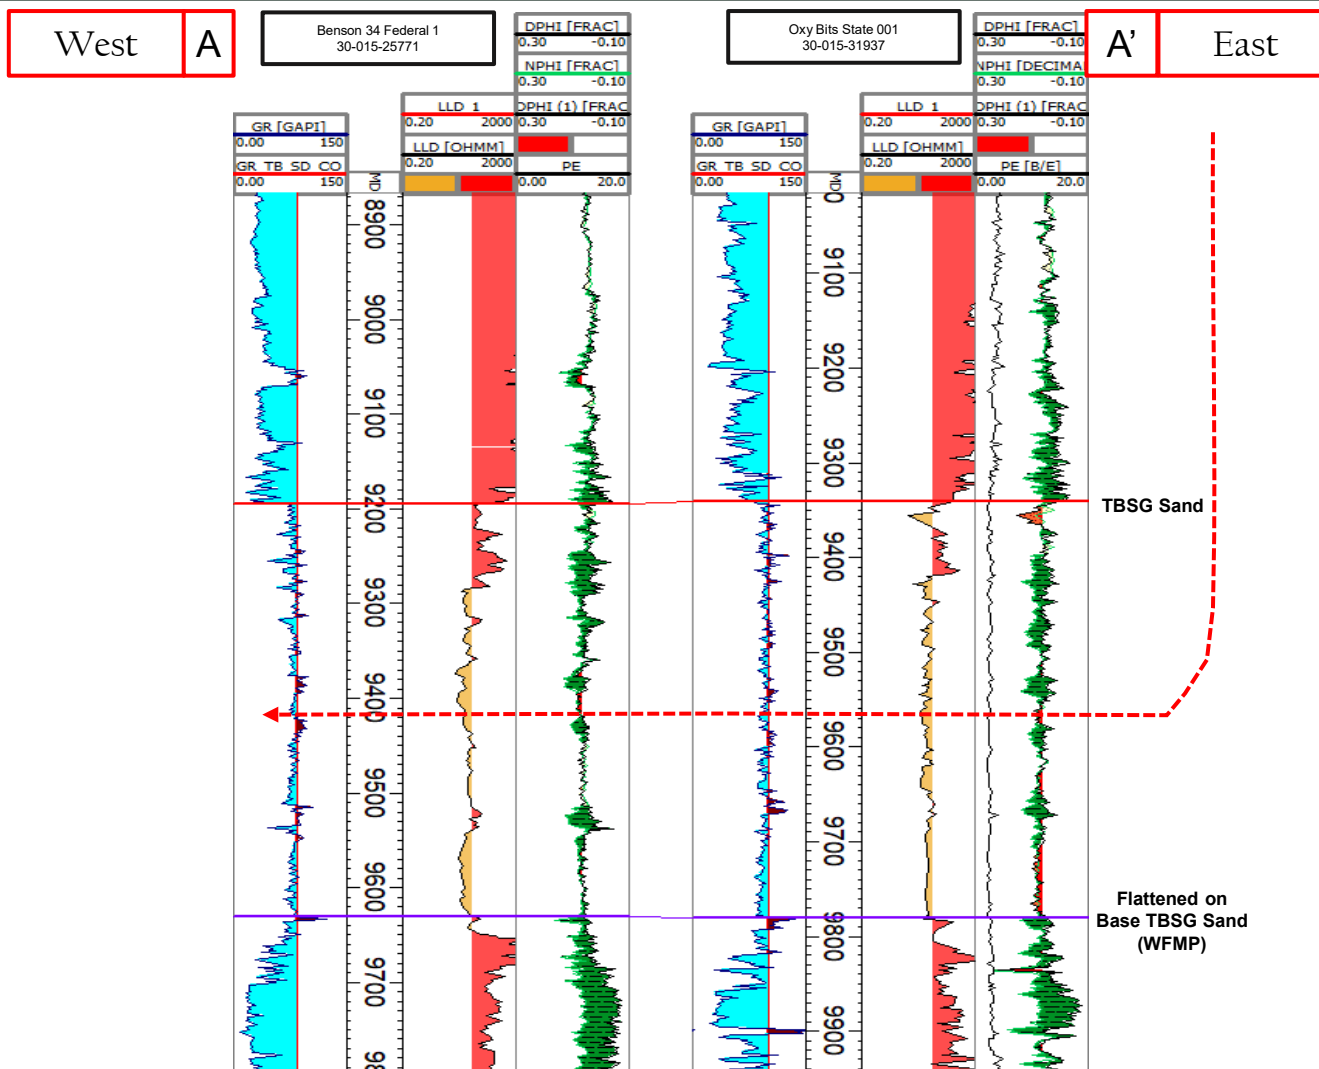 West A
Benson 34 Federal 1
30-015-25771
Oxy Bits State 001
30-015-31937
A' East
DPHI [FRAC]
0.30 -0.10
NPHI [FRAC]
0.30 -0.10
LLD_1
0.20 2000
DPHI (1) [FRAC
0.30 -0.10
GR [GAPI]
0.00 150
LLD [OHMM]
0.20 2000
GR TB SD CO
0.00 150
MD
PE
0.00 20.0
DPHI [FRAC]
0.30 -0.10
NPHI [DECIMA
0.30 -0.10
LLD_1
0.20 2000
DPHI (1) [FRAC
0.30 -0.10
GR [GAPI]
0.00 150
LLD [OHMM]
0.20 2000
GR TB SD CO
0.00 150
MD
PE [B/E]
0.00 20.0
8900
9000
9100
9200
9300
9400
9500
9600
9700
9100
9200
9300
9400
9500
9600
9700
9800
9900
TBSG Sand
Flattened on
Base TBSG Sand
(WFMP)